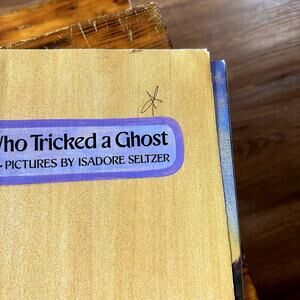 Who Tricked a Ghost
• PICTURES BY ISADORE SELTZER